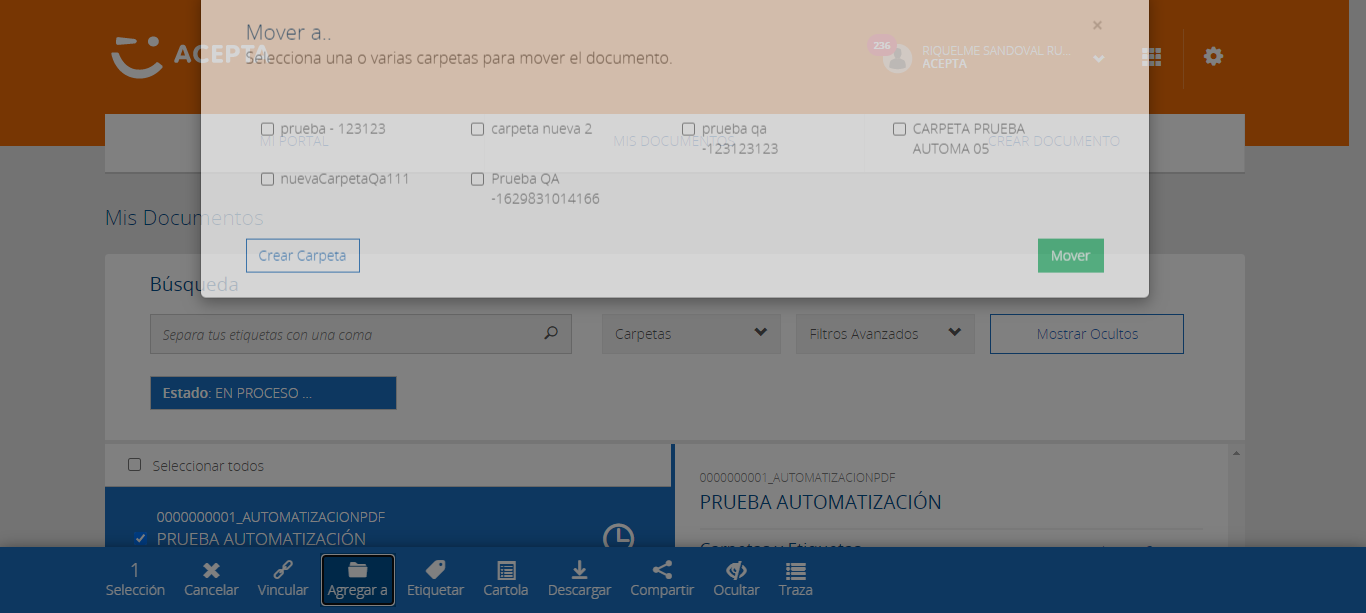 Mover a..
×
Selecciona una o varias carpetas para mover el documento.
ACEPTA
236
RIQUELME SANDOVAL RU...
ACEPTA
prueba - 123123
carpeta nueva 2
prueba qa
-123123123
CARPETA PRUEBA
AUTOMA 05
MI PORTAL
MIS DOCUMENTOS
CREAR DOCUMENTO
nuevaCarpetaQa111
Prueba QA
-1629831014166
Mis Documentos
Crear Carpeta
Mover
Búsqueda
Separa tus etiquetas con una coma
Carpetas
Filtros Avanzados
Mostrar Ocultos
Estado: EN PROCESO ...
Seleccionar todos
0000000001_AUTOMATIZACIONPDF
PRUEBA AUTOMATIZACIÓN
0000000001_AUTOMATIZACIONPDF
PRUEBA AUTOMATIZACIÓN
Carpetas y Etiquetas
1
Selección
Cancelar
Vincular
Agregar a
Etiquetar
Cartola
Descargar
Compartir
Ocultar
Traza